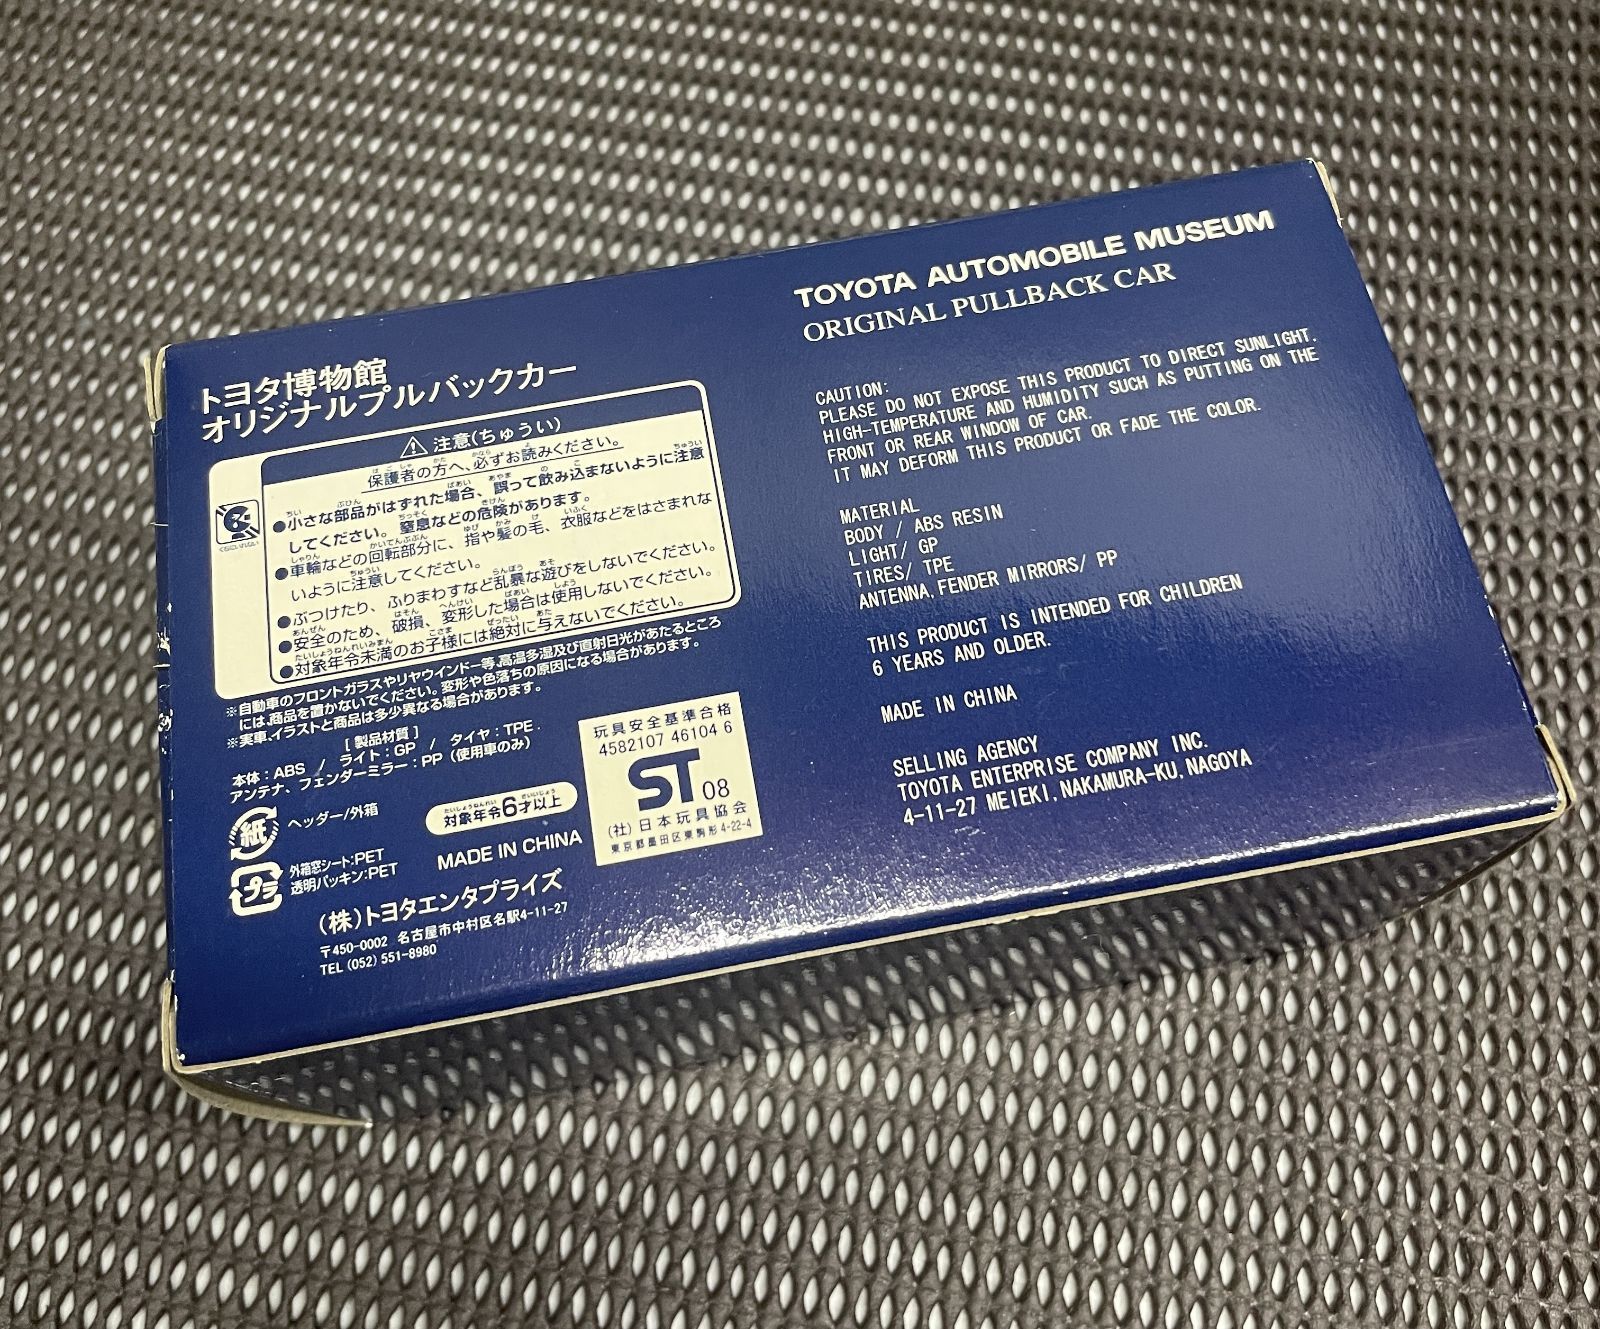 トヨタ博物館
オリジナルプルバックカー
注意(ちゅうい)
保護者の方へ、必ずお読みください。
●小さな部品がはずれた場合、誤って飲み込まないように注意
してください。窒息などの危険があります。
●車輪などの回転部分に、指や髪の毛、衣服などをはさまれな
いように注意してください。
●ぶつけたり、ふりまわすなど乱暴な遊びをしないでください。
●安全のため、破損、変形した場合は使用しないでください。
●対象年令未満のお子様には絶対に与えないでください。
※自動車のフロントガラスやリヤウインドー等、高温多湿及び直射日光があたるところ
には、商品を置かないでください。変形や色落ちの原因になる場合があります。
※実車、イラストと商品は多少異なる場合があります。
[製品材質]
本体：ABS / ライト：GP / タイヤ：TPE
アンテナ、フェンダーミラー：PP (使用車のみ)
紙 ヘッダー/外箱
プラ 外箱窓シート:PET
透明パッキン:PET
対象年令6才以上
MADE IN CHINA
玩具安全基準合格
4582107 46104 6
ST 08
(社)日本玩具協会
東京都墨田区東駒形4-22-4
(株)トヨタエンタプライズ
〒450-0002 名古屋市中村区名駅4-11-27
TEL (052) 551-8980
TOYOTA AUTOMOBILE MUSEUM
ORIGINAL PULLBACK CAR
CAUTION:
PLEASE DO NOT EXPOSE THIS PRODUCT TO DIRECT SUNLIGHT,
HIGH-TEMPERATURE AND HUMIDITY SUCH AS PUTTING ON THE
FRONT OR REAR WINDOW OF CAR.
IT MAY DEFORM THIS PRODUCT OR FADE THE COLOR.
MATERIAL
BODY / ABS RESIN
LIGHT/ GP
TIRES/ TPE
ANTENNA, FENDER MIRRORS/ PP
THIS PRODUCT IS INTENDED FOR CHILDREN
6 YEARS AND OLDER.
MADE IN CHINA
SELLING AGENCY
TOYOTA ENTERPRISE COMPANY INC.
4-11-27 MEIEKI, NAKAMURA-KU, NAGOYA